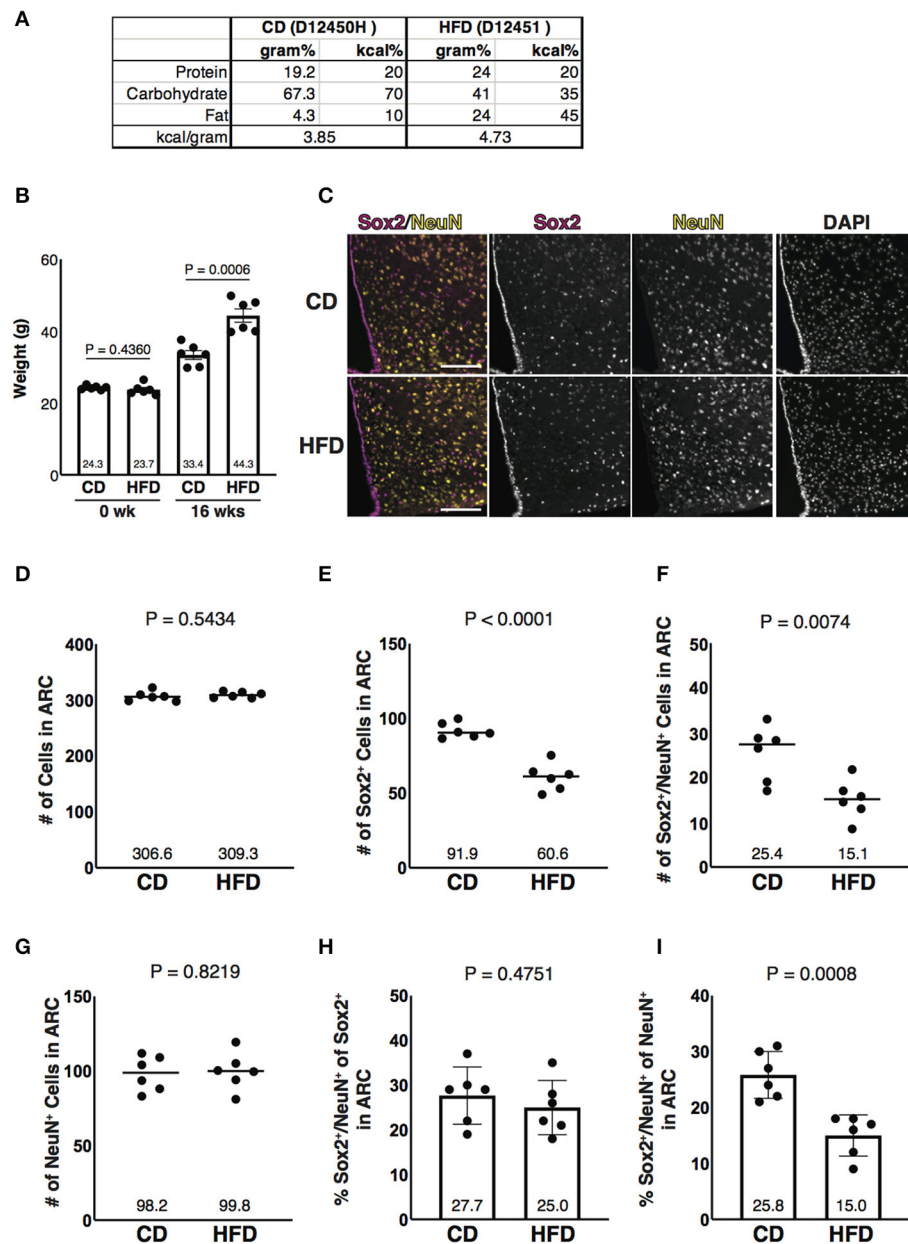 A
CD (D12450H ) HFD (D12451 )
gram% kcal% gram% kcal%
Protein 19.2 20 24 20
Carbohydrate 67.3 70 41 35
Fat 4.3 10 24 45
kcal/gram 3.85 4.73
B
Weight (g)
60
40
20
0
P = 0.4360
P = 0.0006
24.3 23.7 33.4 44.3
CD HFD CD HFD
0 wk 16 wks
C
Sox2/NeuN Sox2 NeuN DAPI
CD
HFD
D
P = 0.5434
# of Cells in ARC
400
300
200
100
0
306.6 309.3
CD HFD
E
P < 0.0001
# of Sox2⁺ Cells in ARC
150
100
50
0
91.9 60.6
CD HFD
F
P = 0.0074
# of Sox2⁺/NeuN⁺ Cells in ARC
50
40
30
20
10
0
25.4 15.1
CD HFD
G
P = 0.8219
# of NeuN⁺ Cells in ARC
150
100
50
0
98.2 99.8
CD HFD
H
P = 0.4751
% Sox2⁺/NeuN⁺ of Sox2⁺
in ARC
50
40
30
20
10
0
27.7 25.0
CD HFD
I
P = 0.0008
% Sox2⁺/NeuN⁺ of NeuN⁺
in ARC
40
30
20
10
0
25.8 15.0
CD HFD